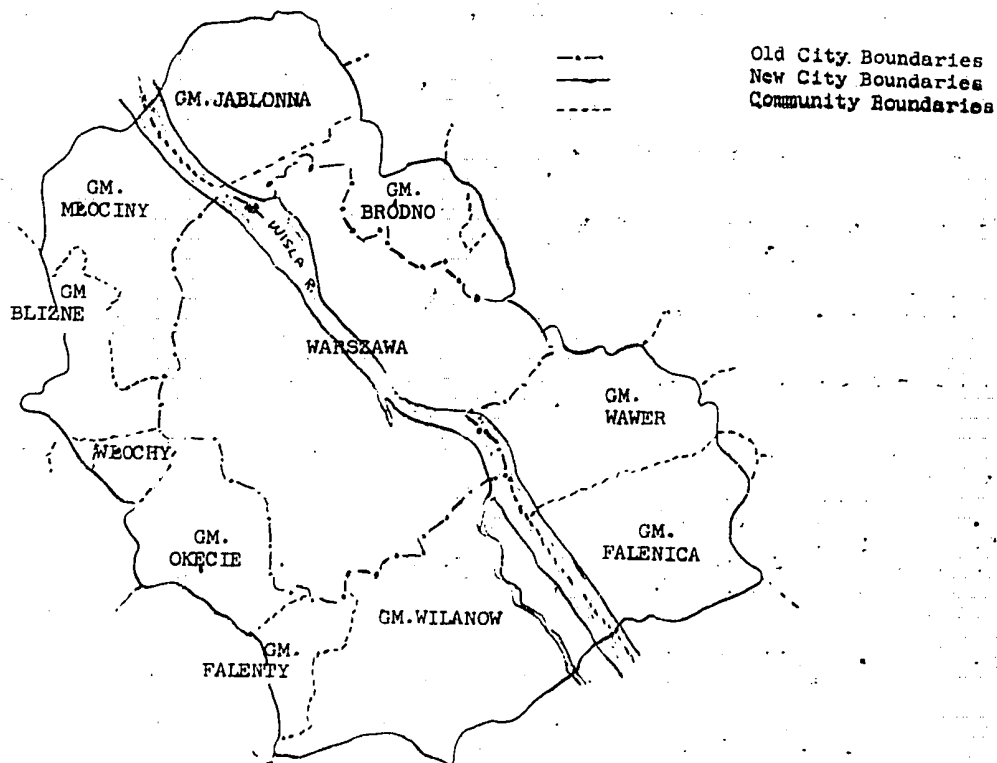 Old City Boundaries
New City Boundaries
Community Boundaries
GM. JABLONNA
GM.
MŁOCINY
GM.
BRODNO
WISLA R.
GM
BLIZNE
WARSZAWA
GM.
WAWER
WŁOCHY
GM.
OKĘCIE
GM.
FALENICA
GM. WILANOW
GM.
FALENTY